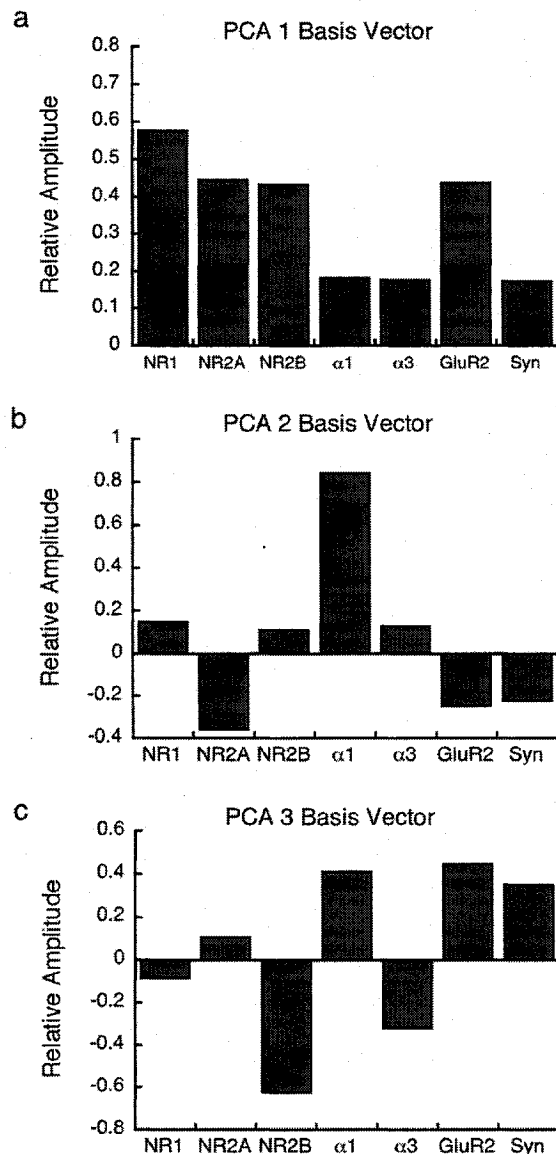 a
PCA 1 Basis Vector
Relative Amplitude
0.8
0.7
0.6
0.5
0.4
0.3
0.2
0.1
0
NR1 NR2A NR2B α1 α3 GluR2 Syn
b
PCA 2 Basis Vector
Relative Amplitude
1
0.8
0.6
0.4
0.2
0
-0.2
-0.4
NR1 NR2A NR2B α1 α3 GluR2 Syn
c
PCA 3 Basis Vector
Relative Amplitude
0.6
0.4
0.2
0
-0.2
-0.4
-0.6
-0.8
NR1 NR2A NR2B α1 α3 GluR2 Syn